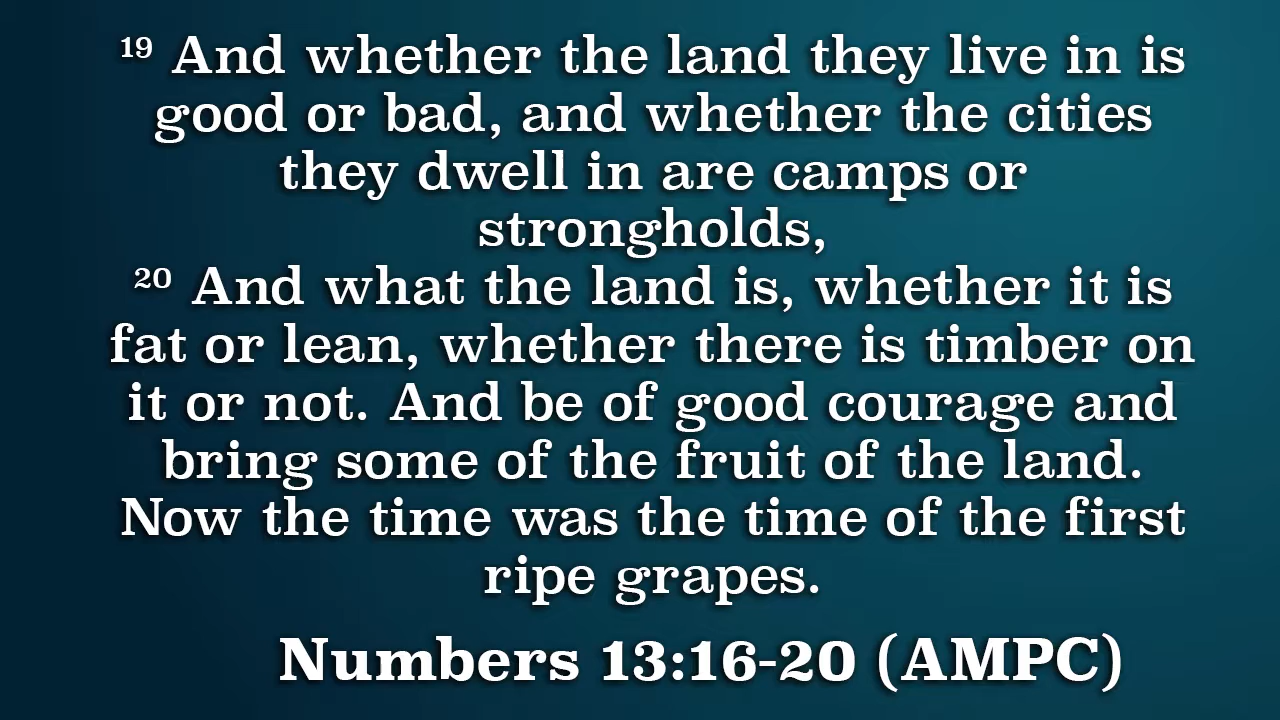 19 And whether the land they live in is
good or bad, and whether the cities
they dwell in are camps or
strongholds,
20 And what the land is, whether it is
fat or lean, whether there is timber on
it or not. And be of good courage and
bring some of the fruit of the land.
Now the time was the time of the first
ripe grapes.
Numbers 13:16-20 (AMPC)